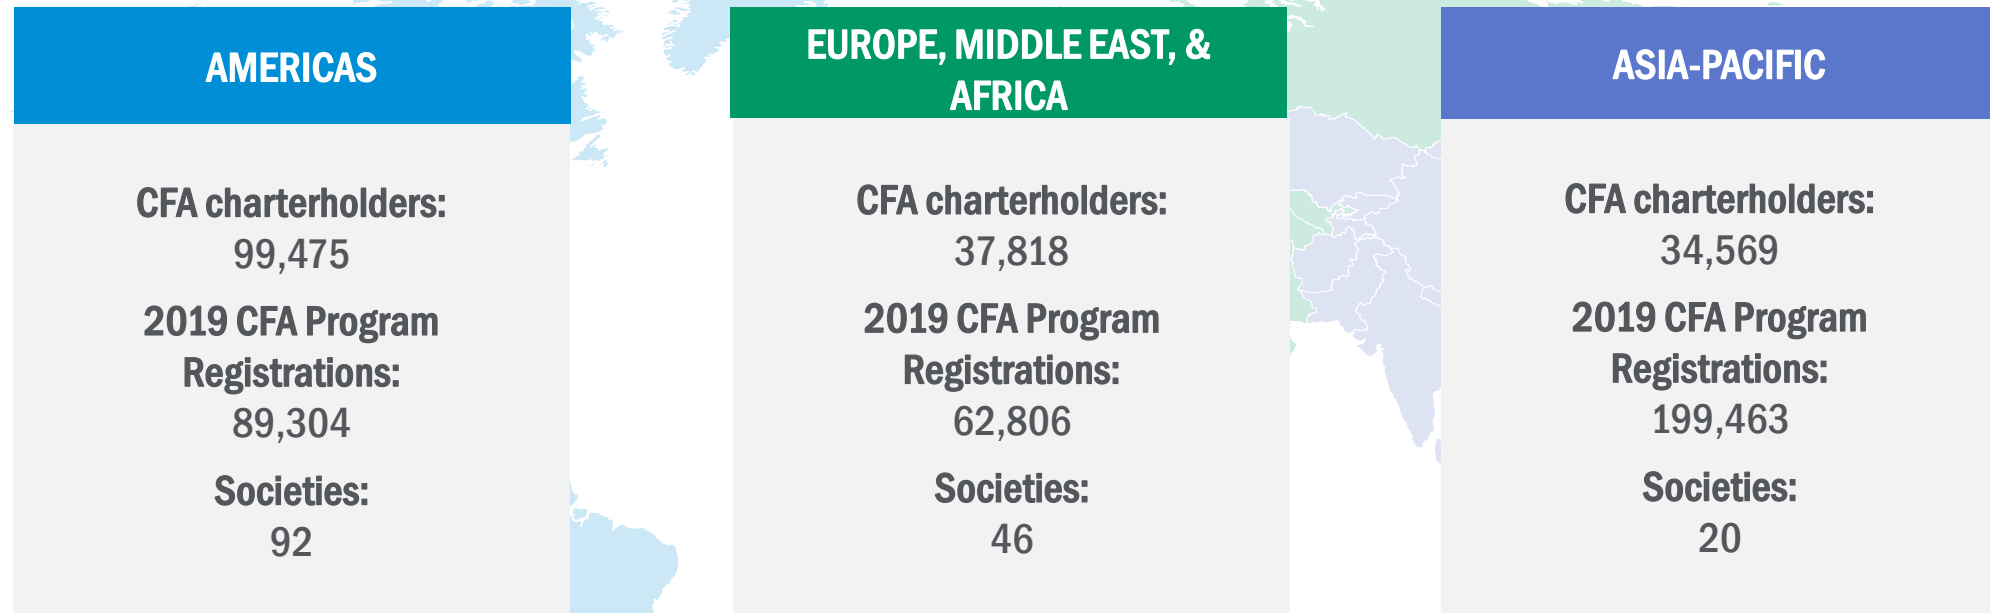 AMERICAS
CFA charterholders:
99,475
2019 CFA Program
Registrations:
89,304
Societies:
92
EUROPE, MIDDLE EAST, &
AFRICA
CFA charterholders:
37,818
2019 CFA Program
Registrations:
62,806
Societies:
46
ASIA-PACIFIC
CFA charterholders:
34,569
2019 CFA Program
Registrations:
199,463
Societies:
20